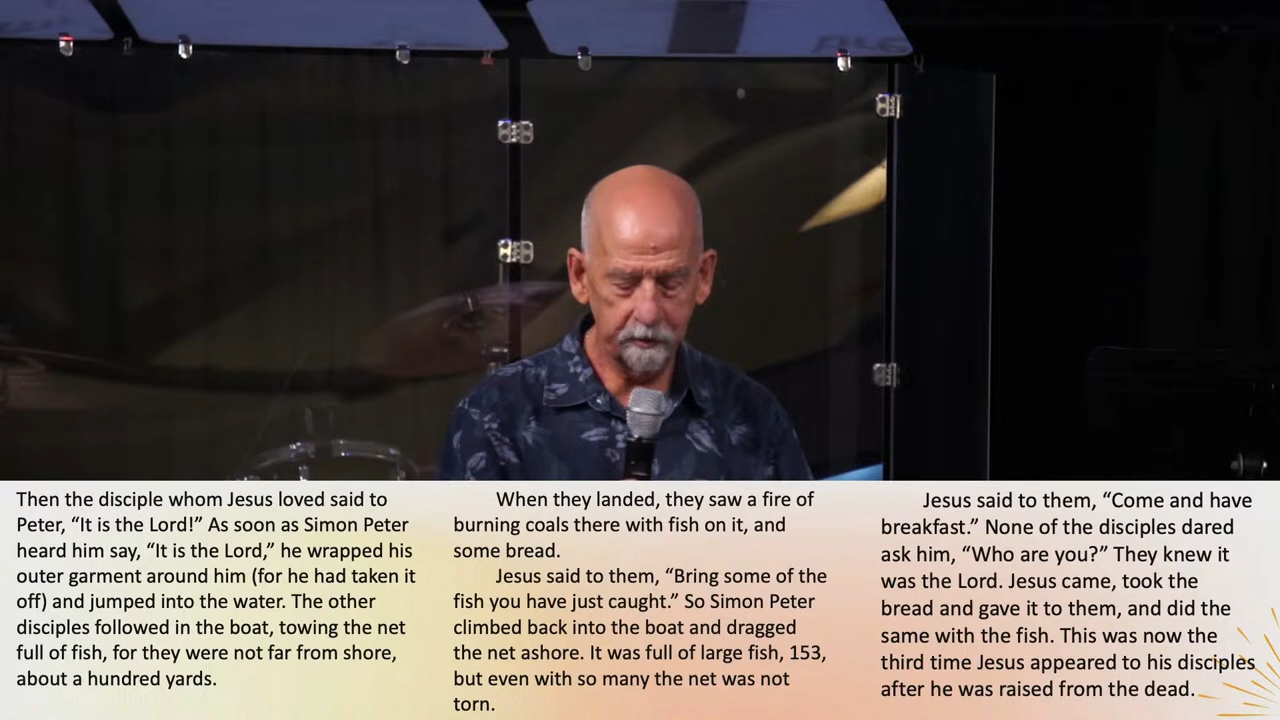 Then the disciple whom Jesus loved said to
Peter, “It is the Lord!” As soon as Simon Peter
heard him say, “It is the Lord,” he wrapped his
outer garment around him (for he had taken it
off) and jumped into the water. The other
disciples followed in the boat, towing the net
full of fish, for they were not far from shore,
about a hundred yards.
When they landed, they saw a fire of
burning coals there with fish on it, and
some bread.
Jesus said to them, “Bring some of the
fish you have just caught.” So Simon Peter
climbed back into the boat and dragged
the net ashore. It was full of large fish, 153,
but even with so many the net was not
torn.
Jesus said to them, “Come and have
breakfast.” None of the disciples dared
ask him, “Who are you?” They knew it
was the Lord. Jesus came, took the
bread and gave it to them, and did the
same with the fish. This was now the
third time Jesus appeared to his disciples
after he was raised from the dead.